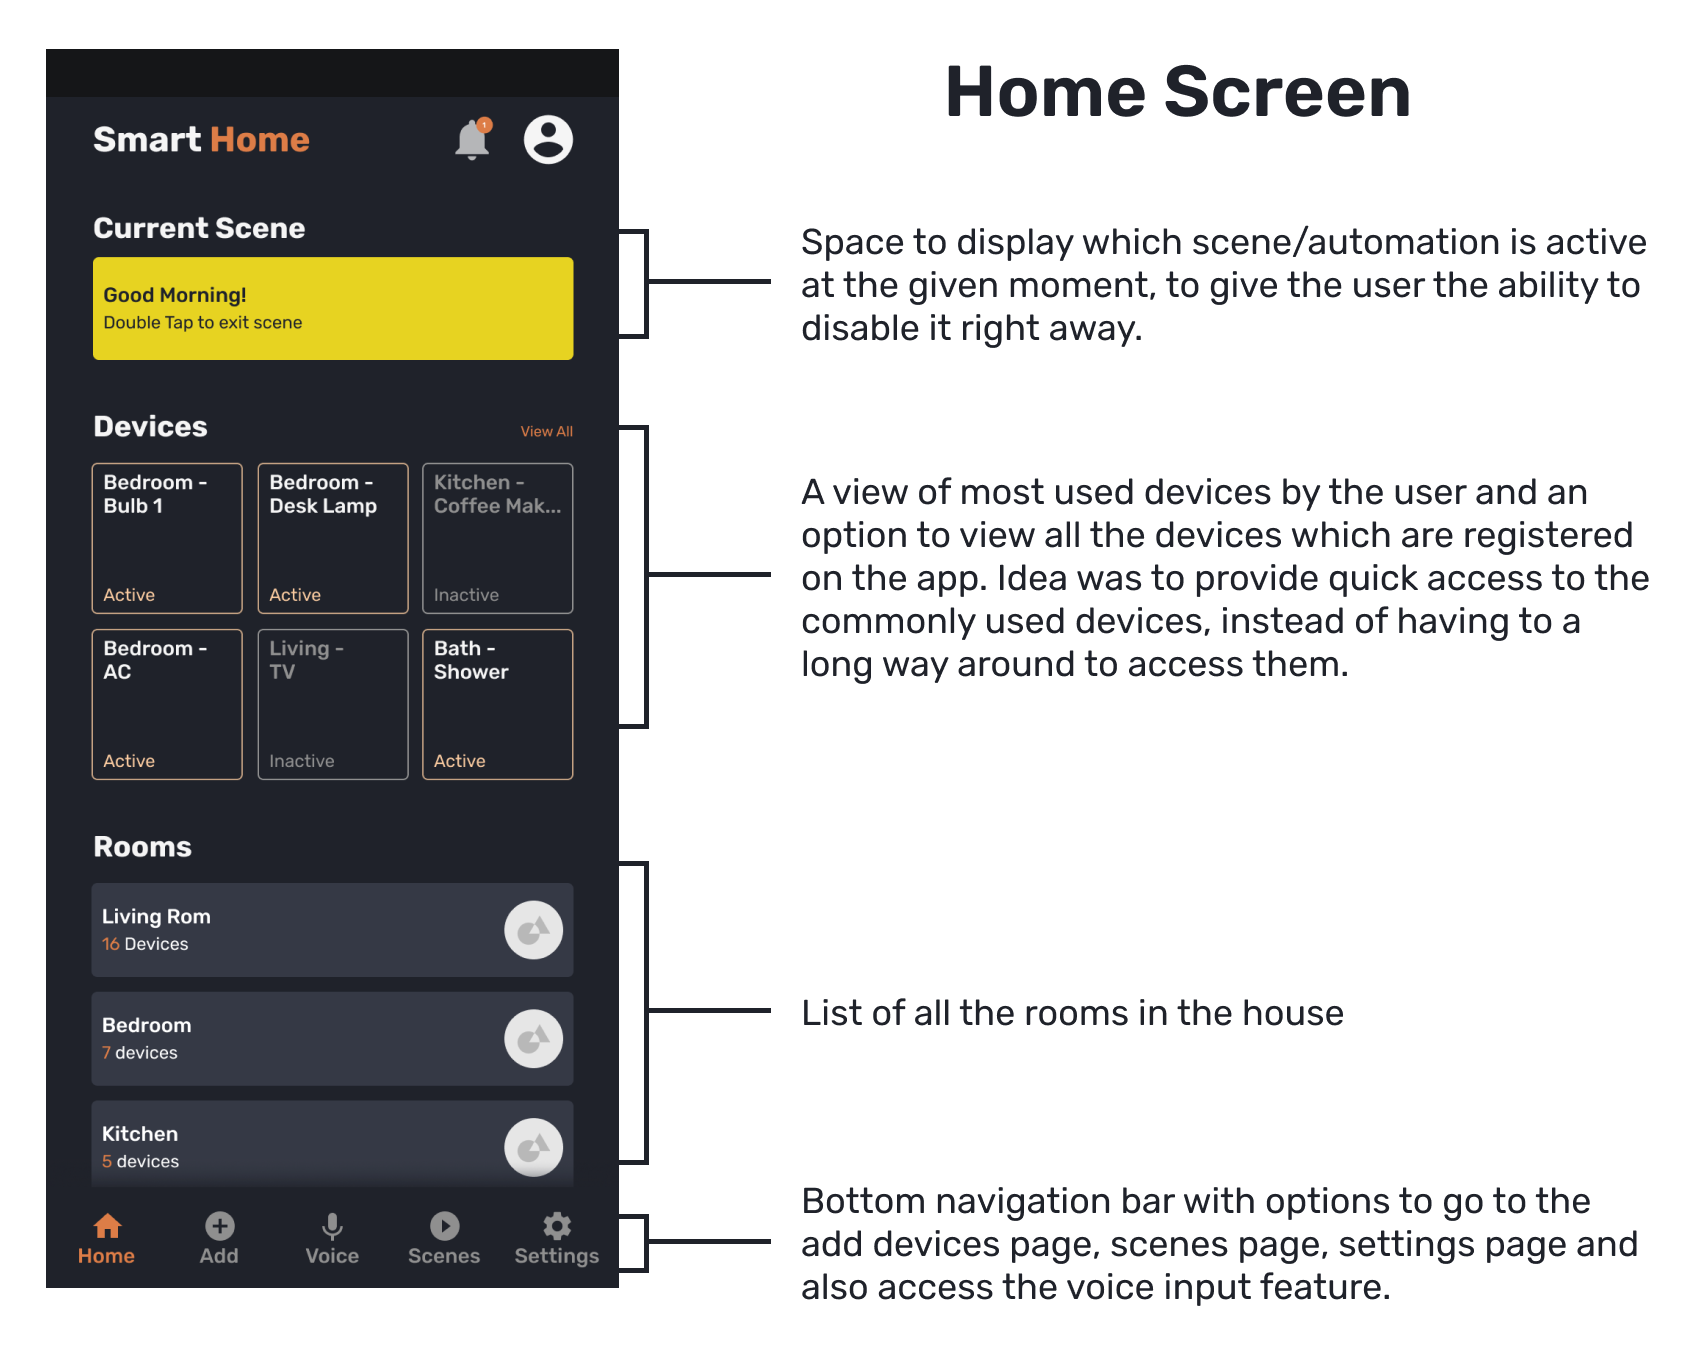 Home Screen
Smart Home
1
Current Scene
Good Morning!
Double Tap to exit scene
Space to display which scene/automation is active
at the given moment, to give the user the ability to
disable it right away.
Devices
View All
Bedroom -
Bulb 1
Active
Bedroom -
Desk Lamp
Active
Kitchen -
Coffee Mak...
Inactive
Bedroom -
AC
Active
Living -
TV
Inactive
Bath -
Shower
Active
A view of most used devices by the user and an
option to view all the devices which are registered
on the app. Idea was to provide quick access to the
commonly used devices, instead of having to a
long way around to access them.
Rooms
Living Rom
16 Devices
Bedroom
7 devices
Kitchen
5 devices
List of all the rooms in the house
Home
Add
Voice
Scenes
Settings
Bottom navigation bar with options to go to the
add devices page, scenes page, settings page and
also access the voice input feature.